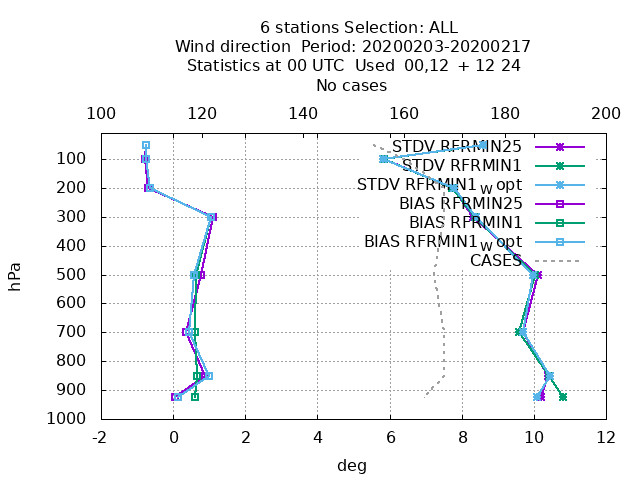 6 stations Selection: ALL
Wind direction  Period: 20200203-20200217
Statistics at 00 UTC  Used  00,12  + 12 24
No cases
100 120 140 160 180 200
STDV RFRMIN25
100
STDV RFRMIN1
200
STDV RFRMIN1w opt
BIAS RFRMIN25
300
BIAS RFRMIN1
400
BIAS RFRMIN1w opt
CASES
500
hPa
600
700
800
900
1000
-2 0 2 4 6 8 10 12
deg